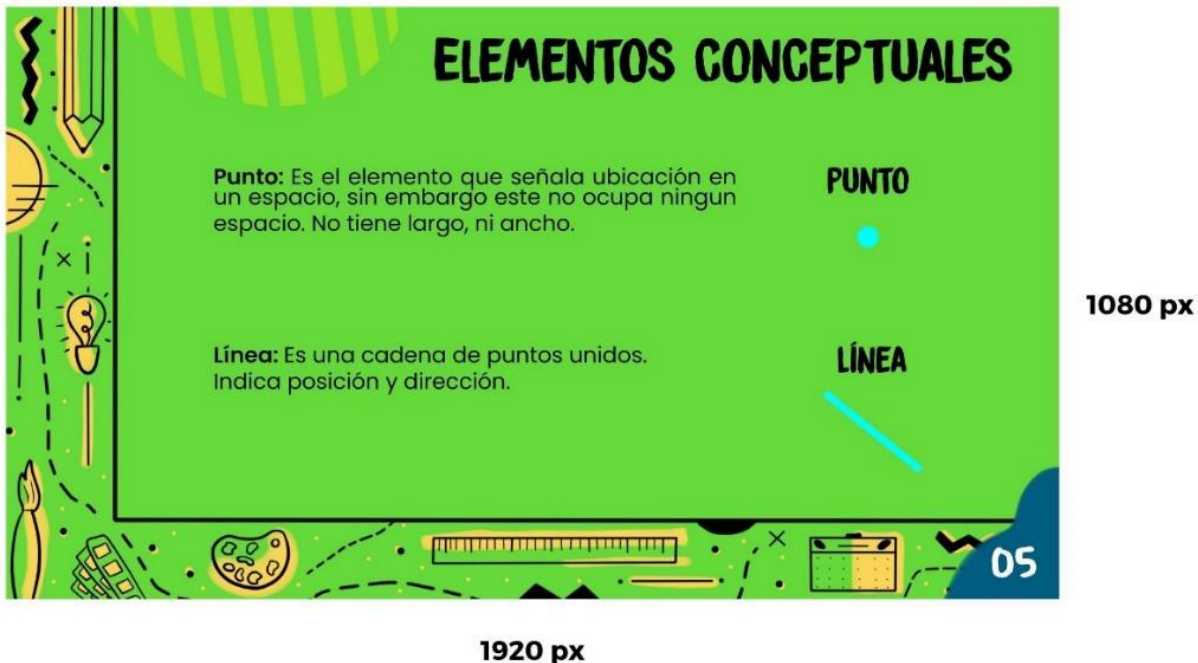 ELEMENTOS CONCEPTUALES
Punto: Es el elemento que señala ubicación en
un espacio, sin embargo este no ocupa ningun
espacio. No tiene largo, ni ancho.
PUNTO
Línea: Es una cadena de puntos unidos.
Indica posición y dirección.
LÍNEA
05
1080 px
1920 px